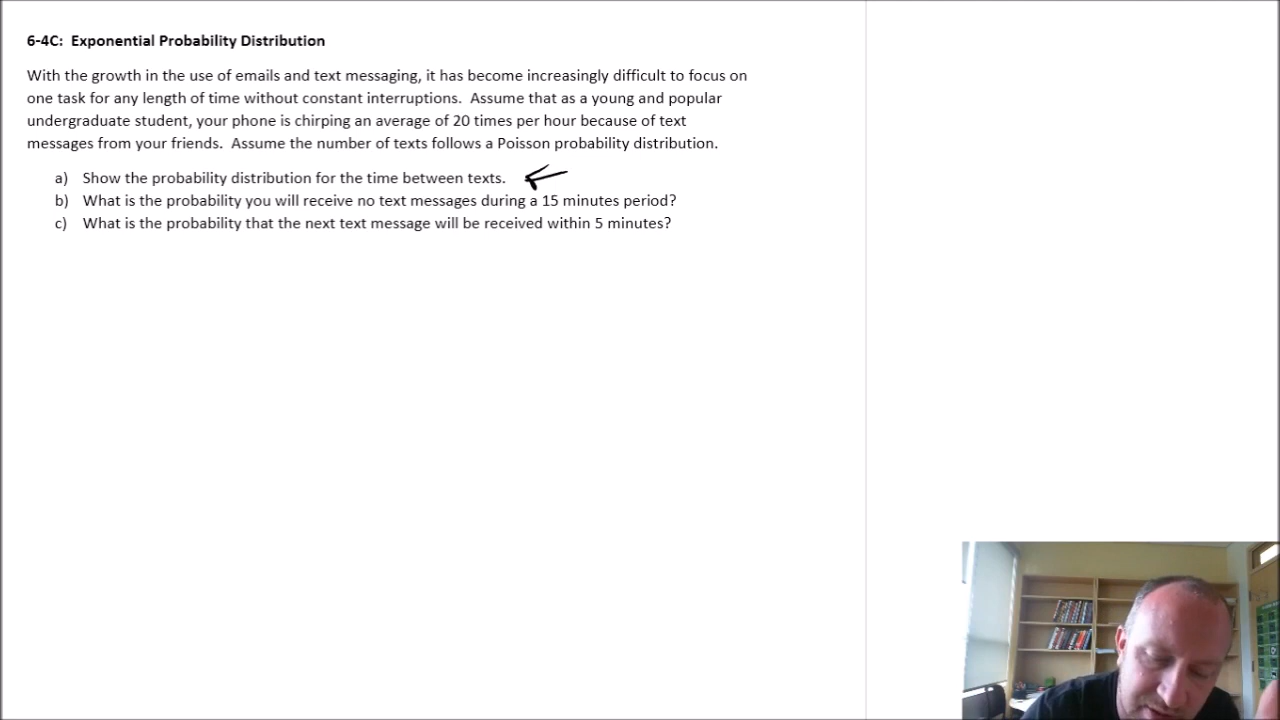 6-4C: Exponential Probability Distribution
With the growth in the use of emails and text messaging, it has become increasingly difficult to focus on
one task for any length of time without constant interruptions. Assume that as a young and popular
undergraduate student, your phone is chirping an average of 20 times per hour because of text
messages from your friends. Assume the number of texts follows a Poisson probability distribution.
a) Show the probability distribution for the time between texts.
b) What is the probability you will receive no text messages during a 15 minutes period?
c) What is the probability that the next text message will be received within 5 minutes?